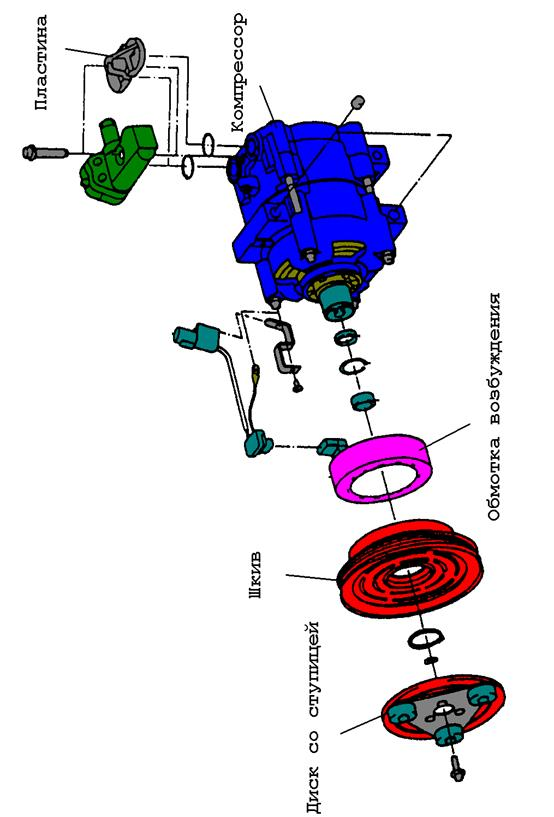 Пластина
Компрессор
Обмотка возбуждения
Шкив
Диск со ступицей